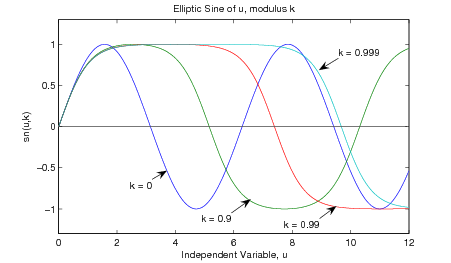 Elliptic Sine of u, modulus k
1
0.5
0
−0.5
−1
sn(u,k)
k = 0.999
k = 0
k = 0.9
k = 0.99
0 2 4 6 8 10 12
Independent Variable, u